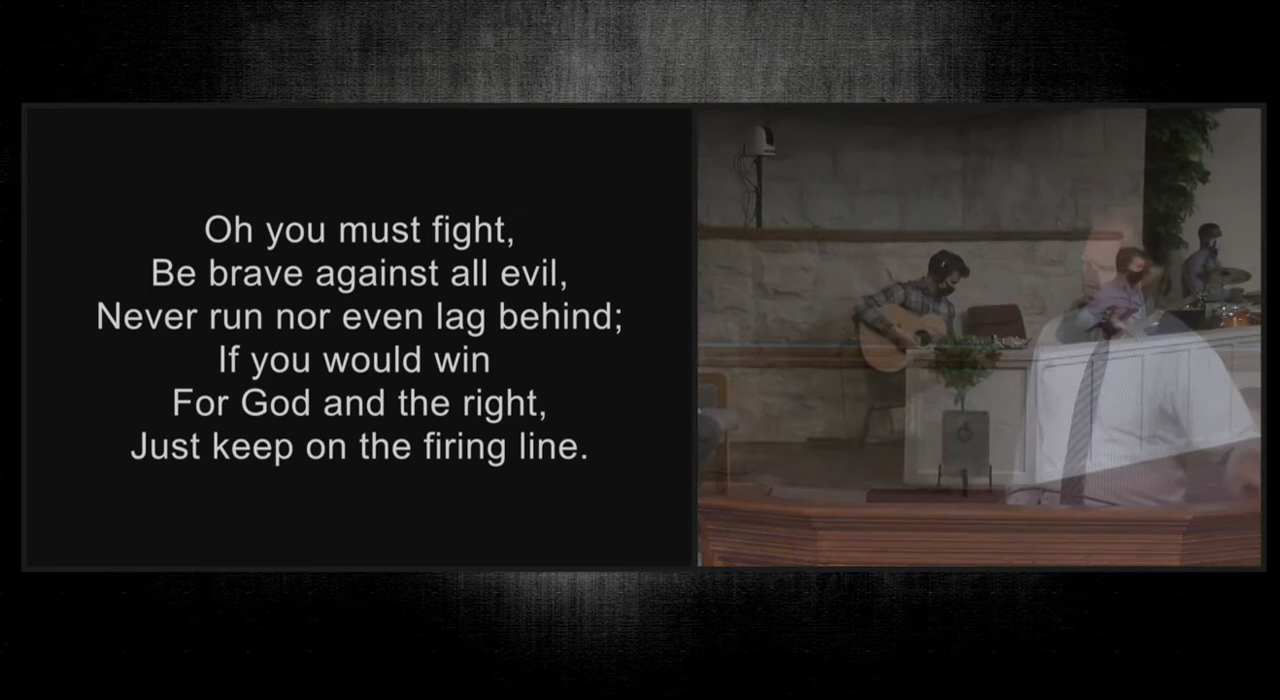 Oh you must fight,
Be brave against all evil,
Never run nor even lag behind;
If you would win
For God and the right,
Just keep on the firing line.